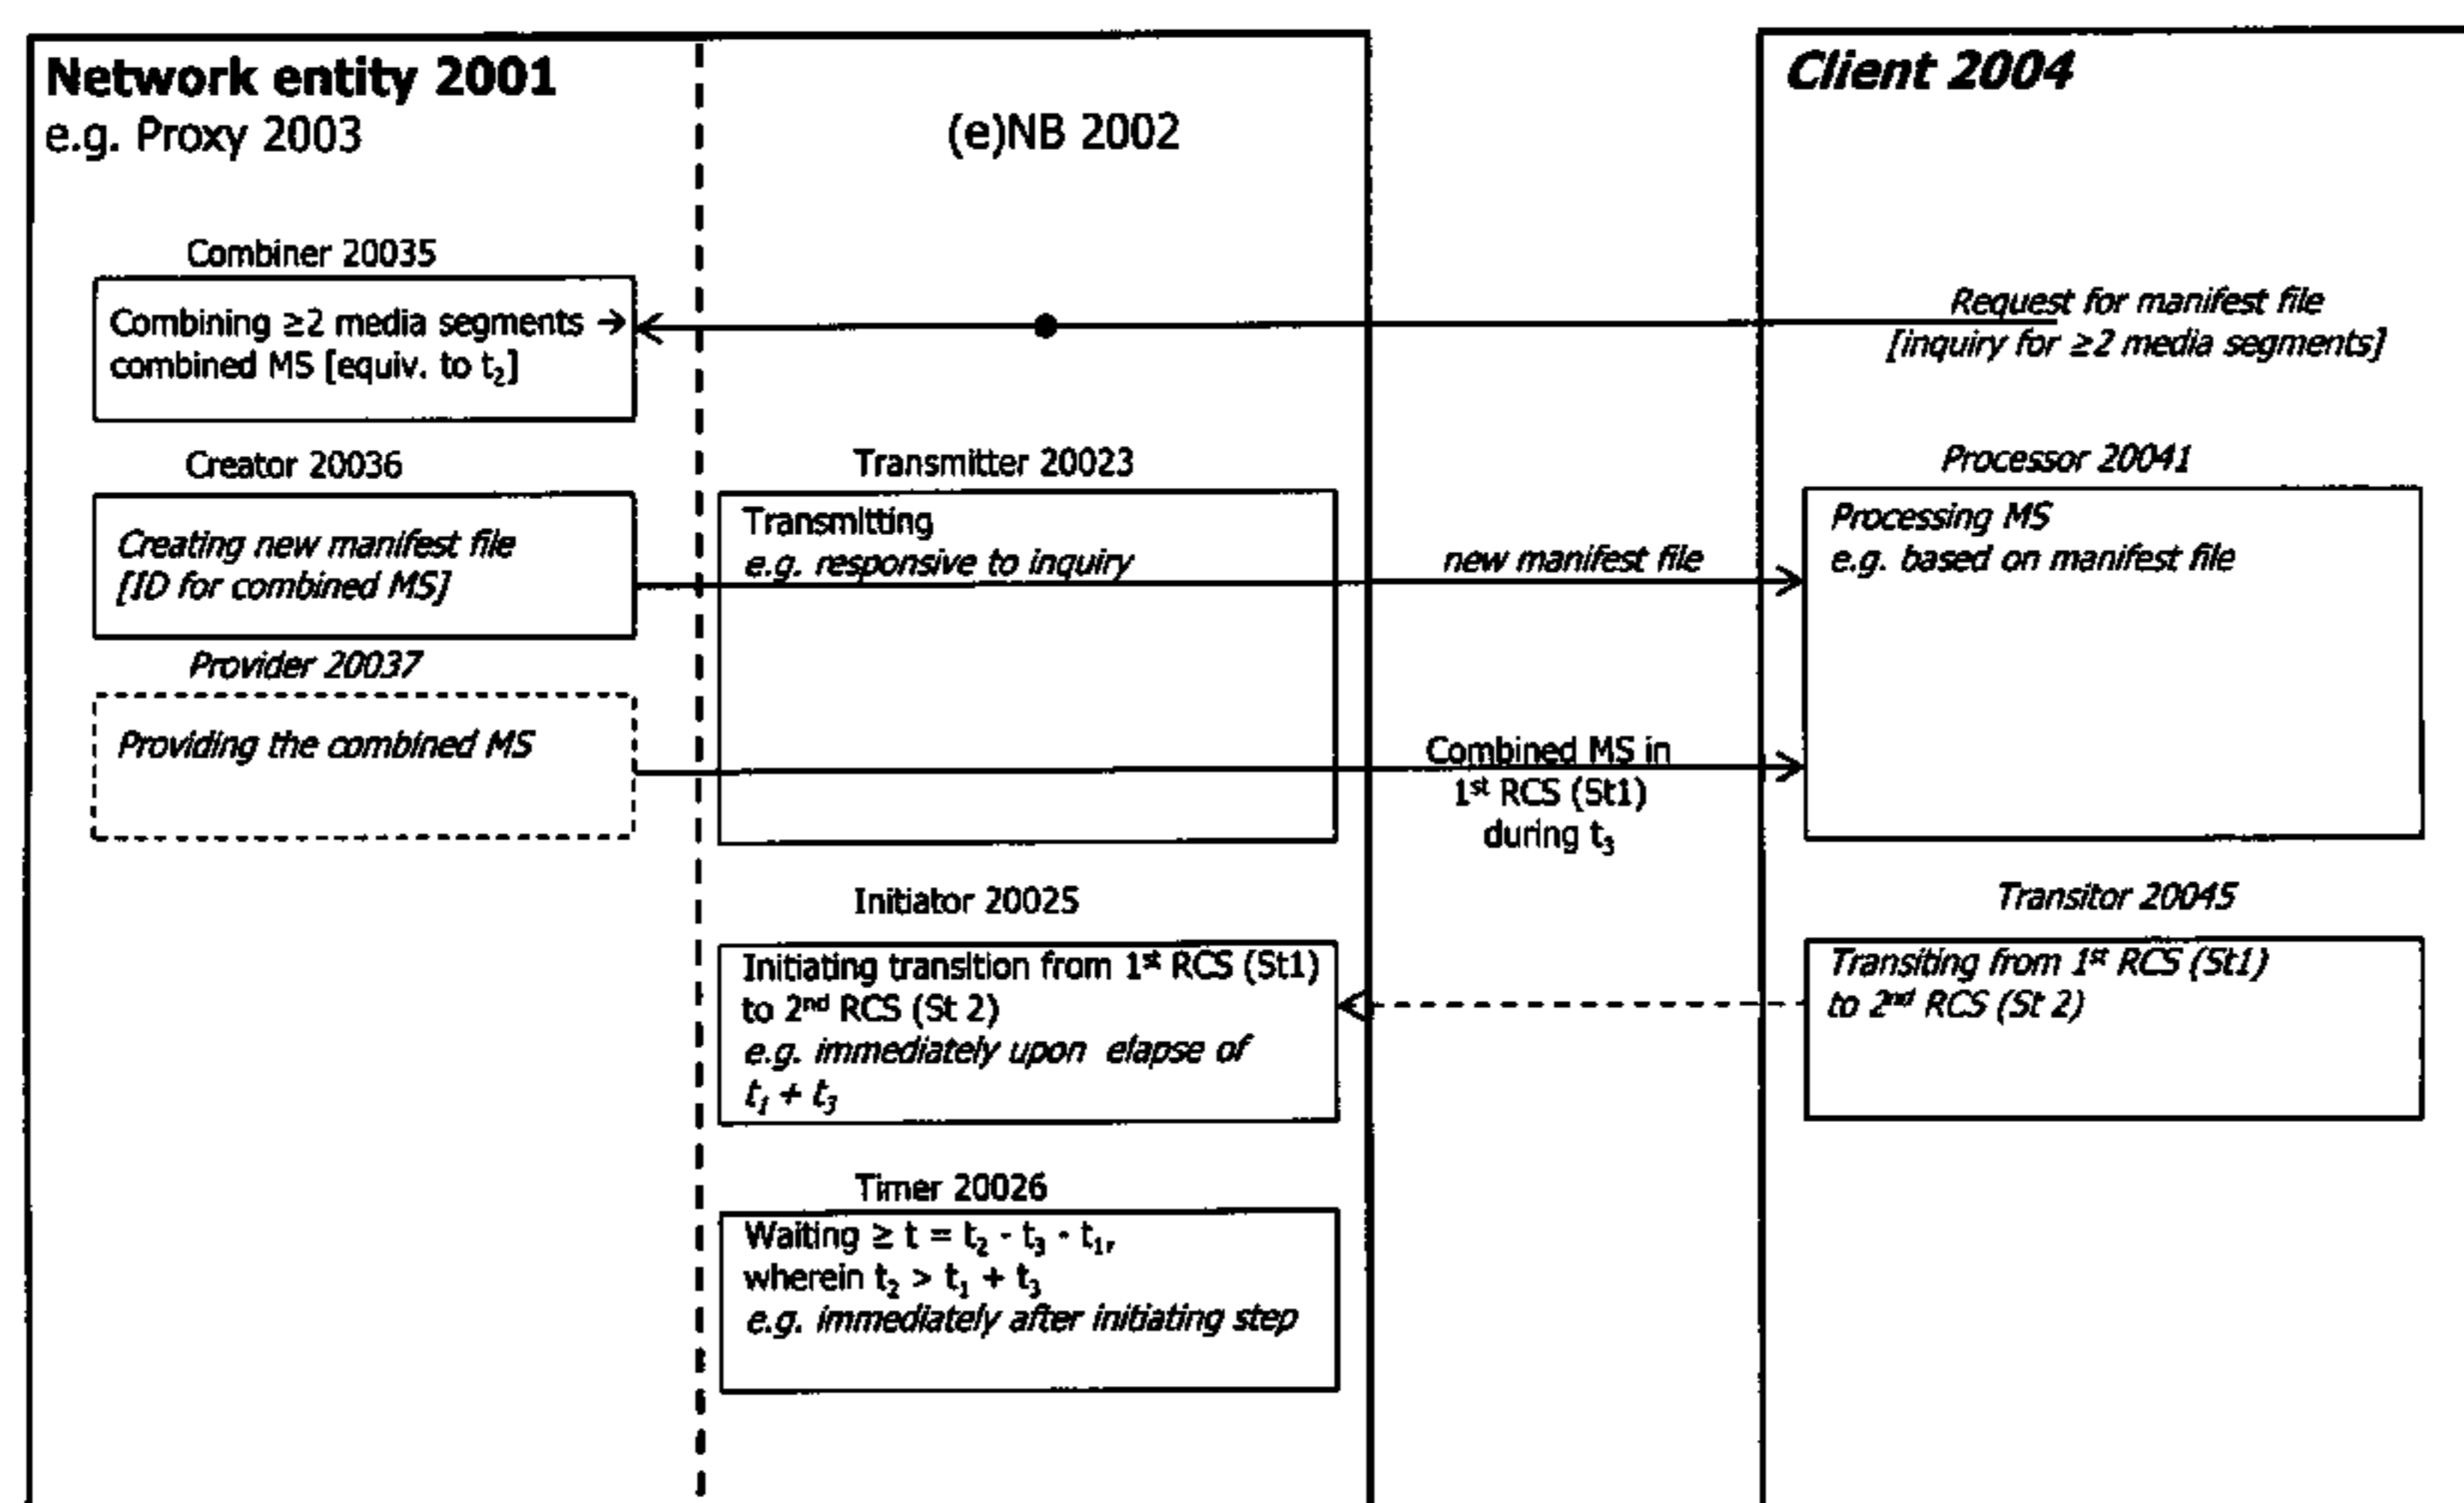 Network entity 2001
e.g. Proxy 2003
(e)NB 2002
Client 2004
Combiner 20035
Combining ≥2 media segments →
combined MS [equiv. to t₂]
Request for manifest file
[inquiry for ≥2 media segments]
Creator 20036
Creating new manifest file
[ID for combined MS]
Transmitter 20023
Transmitting
e.g. responsive to inquiry
new manifest file
Processor 20041
Processing MS
e.g. based on manifest file
Provider 20037
Providing the combined MS
Combined MS in
1st RCS (St1)
during t₃
Initiator 20025
Initiating transition from 1st RCS (St1)
to 2nd RCS (St 2)
e.g. immediately upon elapse of
t₁ + t₃
Transitor 20045
Transiting from 1st RCS (St1)
to 2nd RCS (St 2)
Timer 20026
Waiting ≥ t = t₂ - t₃ - t₁,
wherein t₂ > t₁ + t₃
e.g. immediately after initiating step